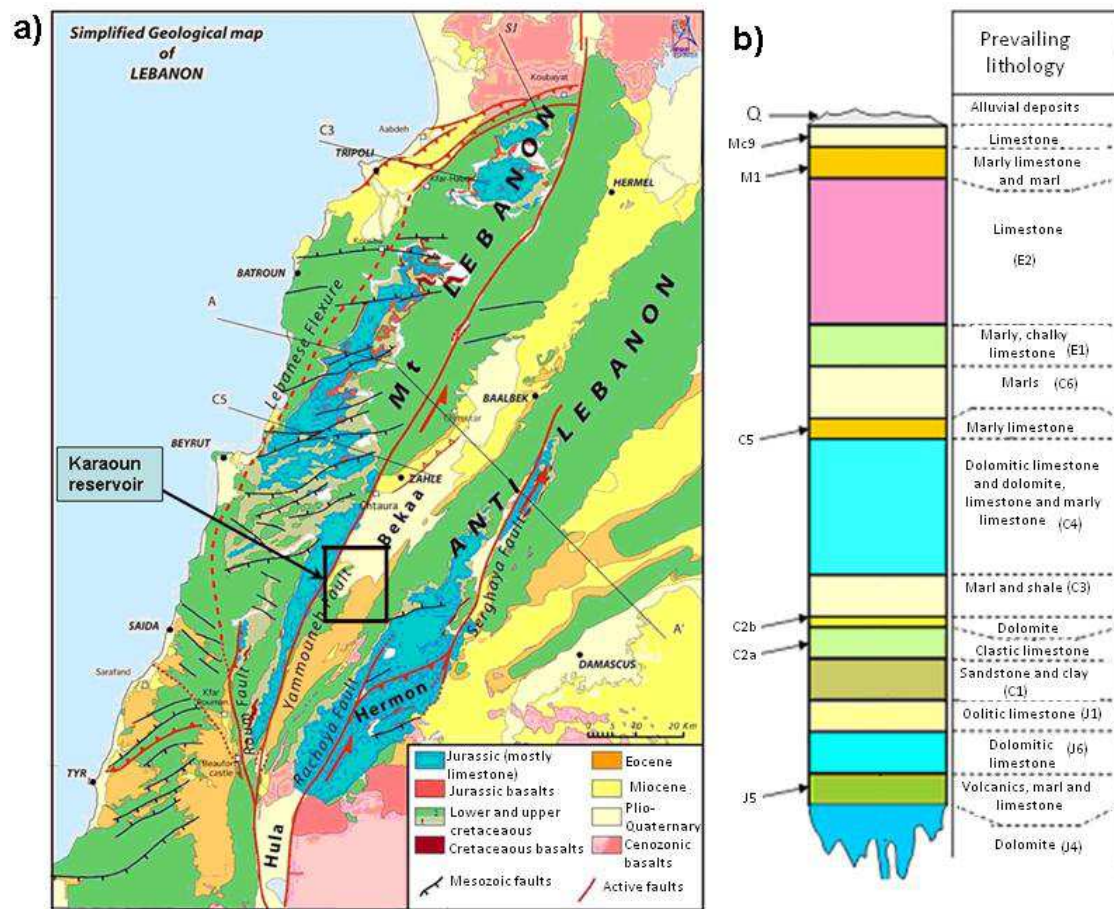 a)
Simplified Geological map
of
LEBANON
S1
Koubayat
C3
Aabdeh
TRIPOLI
HERMEL
BATROUN
Mt LEBANON
A
Lebanese Flexure
C5
BAALBEK
ANTI LEBANON
BEYRUT
ZAHLE
Chtaura
Karaoun
reservoir
Bekaa
Yammouneh Fault
Serghaya Fault
A'
SAIDA
DAMASCUS
Sarafand
Roum Fault
Hermon
Rachaya Fault
Beaufort
castle
TYR
Hula
0 5 10 20 Km
Jurassic (mostly
limestone)
Jurassic basalts
Lower and upper
cretaceous
Cretaceous basalts
Mesozoic faults
Eocene
Miocene
Plio-
Quaternary
Cenozonic
basalts
Active faults
b)
Prevailing
lithology
Q
Alluvial deposits
Mc9
Limestone
M1
Marly limestone
and marl
Limestone
(E2)
Marly, chalky
limestone (E1)
Marls (C6)
C5
Marly limestone
Dolomitic limestone
and dolomite,
limestone and marly
limestone (C4)
Marl and shale (C3)
C2b
Dolomite
C2a
Clastic limestone
Sandstone and clay
(C1)
Oolitic limestone (J1)
Dolomitic
limestone (J6)
J5
Volcanics, marl and
limestone
Dolomite (J4)